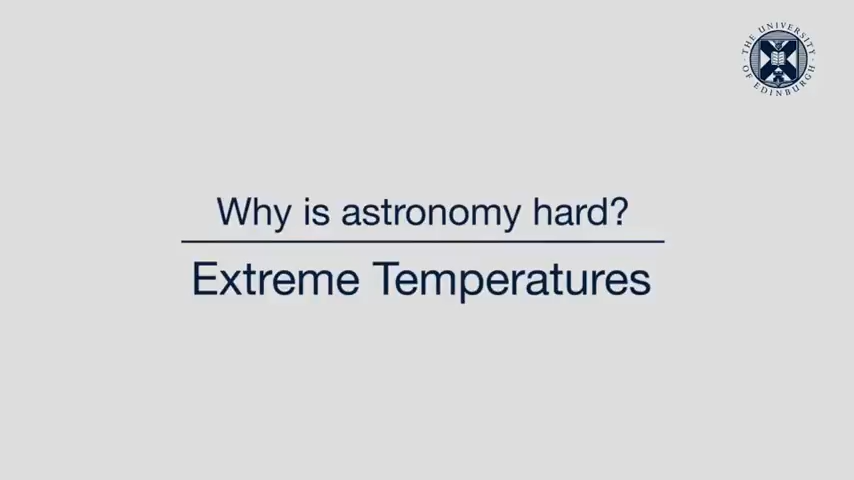 THE UNIVERSITY
OF EDINBURGH
Why is astronomy hard?
Extreme Temperatures